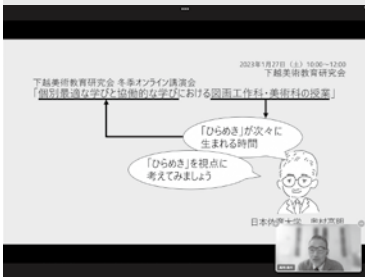 2023年1月27日（土）10:00～12:00
下越美術教育研究会
下越美術教育研究会 冬季オンライン講演会
「個別最適な学びと協働的な学びにおける図画工作科・美術科の授業」
「ひらめき」が次々に
生まれる時間
「ひらめき」を視点に
考えてみましょう
日本体育大学 奥村高明